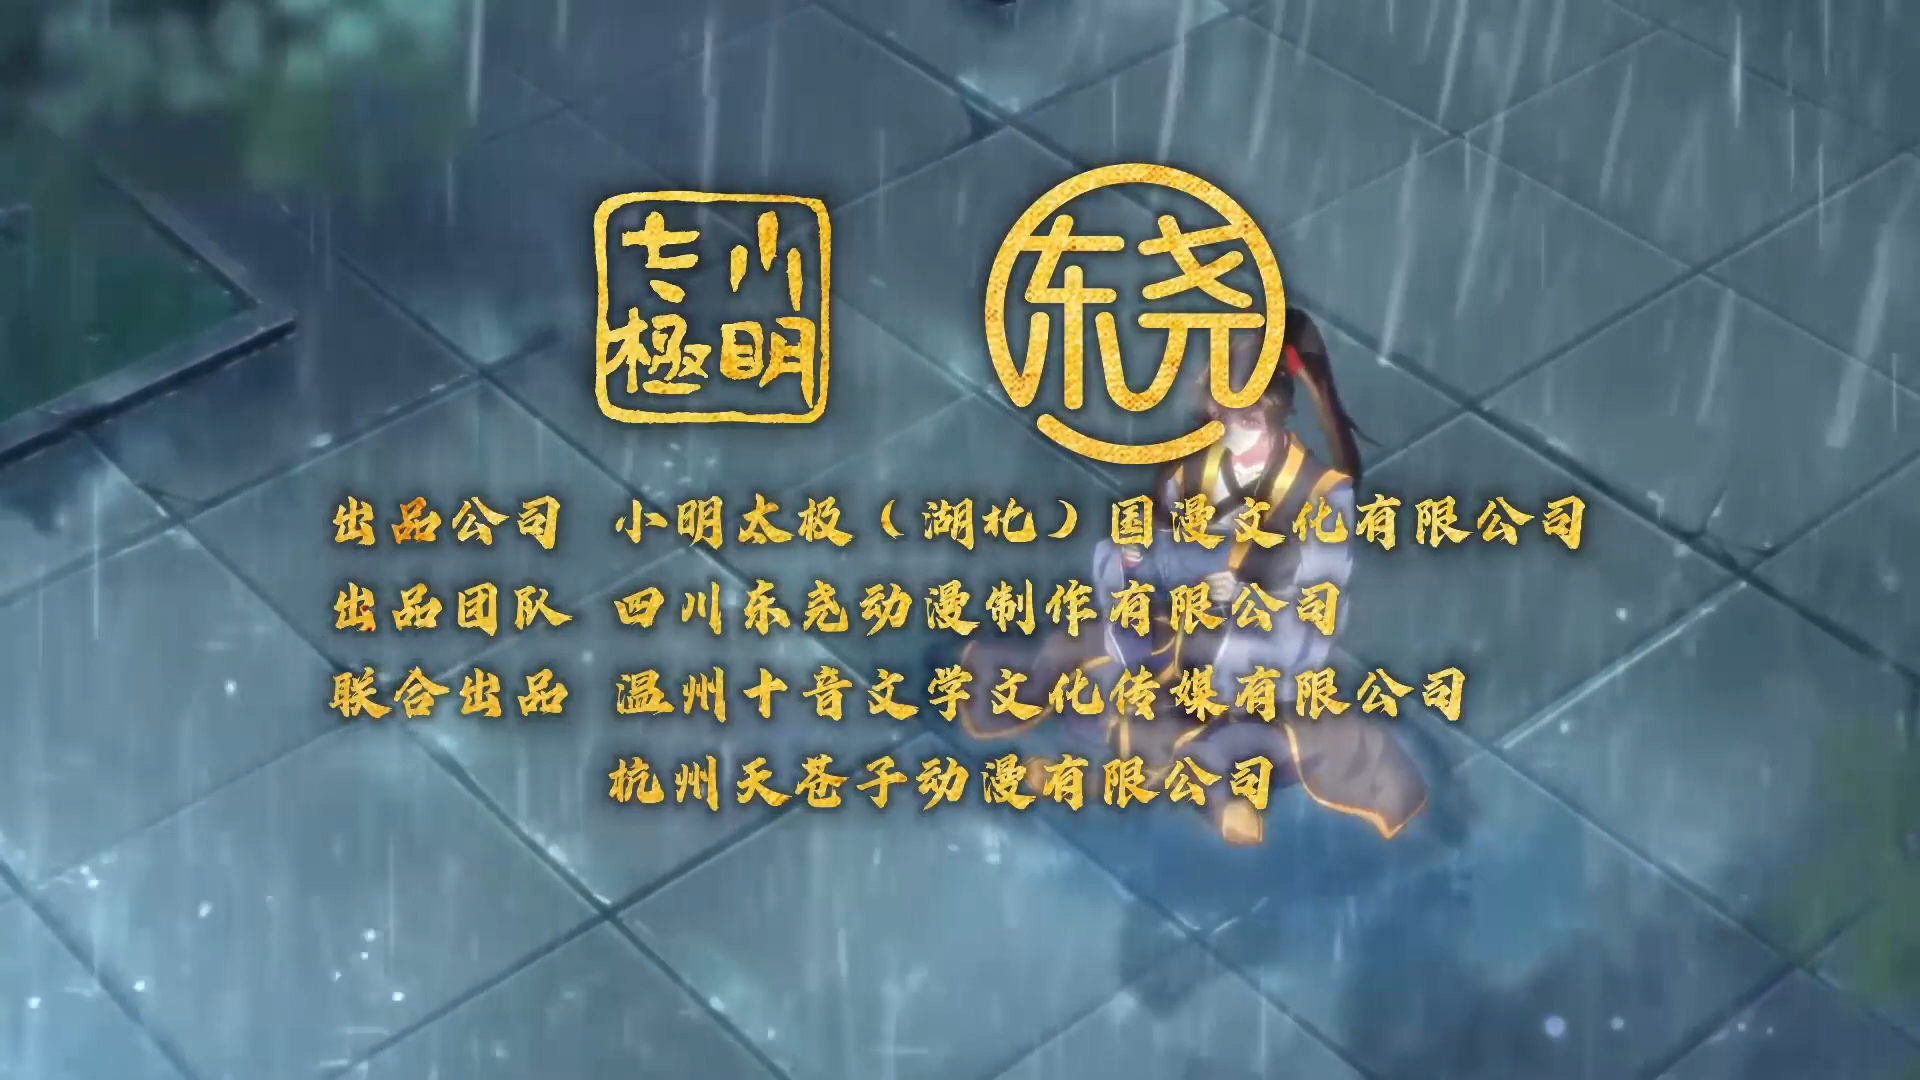 小明太極
东尧
出品公司 小明太极（湖北）国漫文化有限公司
出品团队 四川东尧动漫制作有限公司
联合出品 温州十音文学文化传媒有限公司
杭州天苍子动漫有限公司